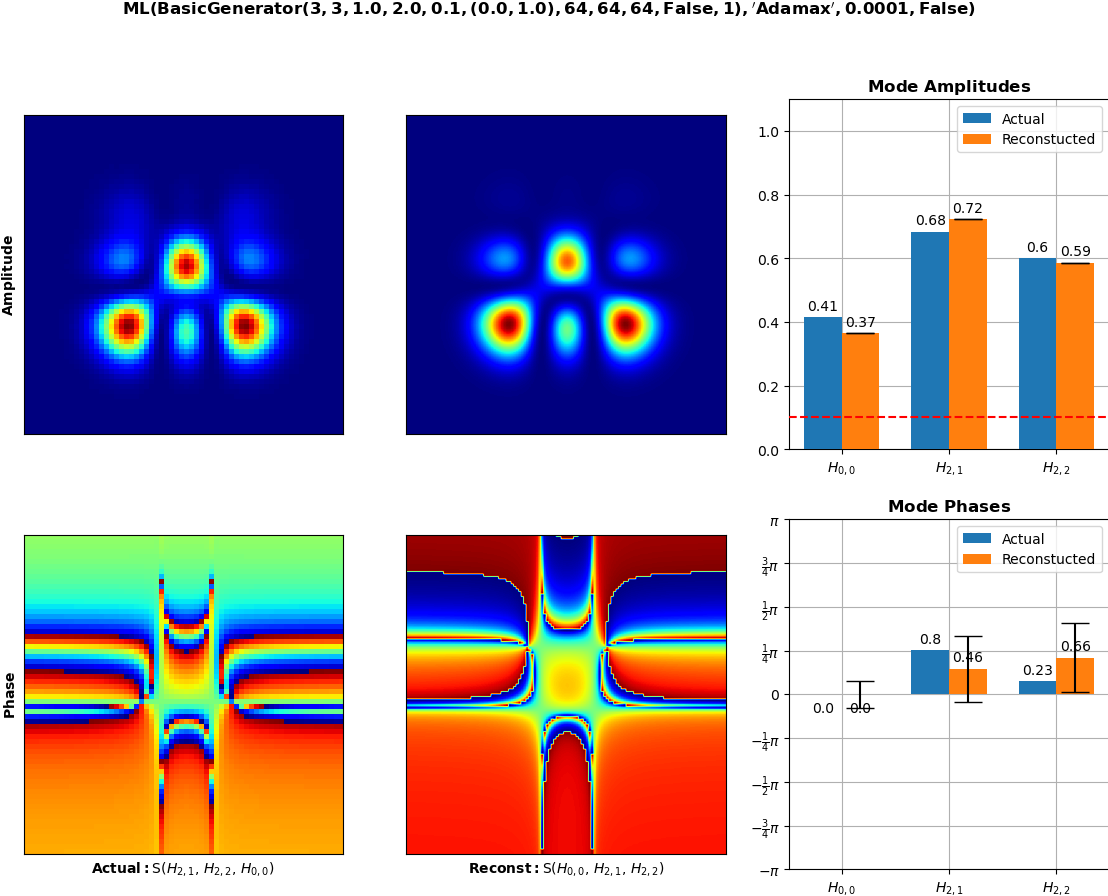 ML(BasicGenerator(3, 3, 1.0, 2.0, 0.1, (0.0, 1.0), 64, 64, 64, False, 1), ′Adamax′, 0.0001, False)
Amplitude
Mode Amplitudes
Actual
Reconstucted
1.0
0.8
0.6
0.4
0.2
0.0
0.41
0.37
0.68
0.72
0.6
0.59
H0,0
H2,1
H2,2
Phase
Actual: S(H2,1, H2,2, H0,0)
Reconst: S(H0,0, H2,1, H2,2)
Mode Phases
Actual
Reconstucted
π
3/4π
1/2π
1/4π
0
−1/4π
−1/2π
−3/4π
−π
0.0
0.0
0.8
0.46
0.23
0.66
H0,0
H2,1
H2,2